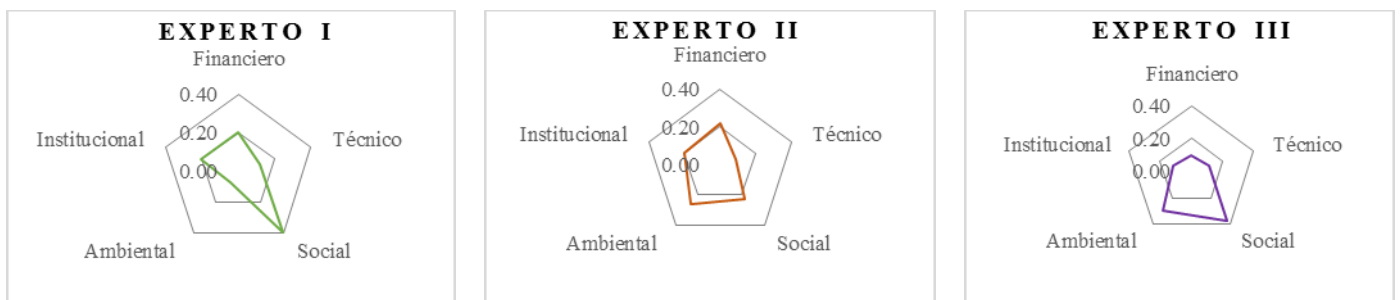 EXPERTO I
Financiero
0.40
0.20
0.00
Institucional
Técnico
Ambiental
Social
EXPERTO II
Financiero
0.40
0.20
0.00
Institucional
Técnico
Ambiental
Social
EXPERTO III
Financiero
0.40
0.20
0.00
Institucional
Técnico
Ambiental
Social